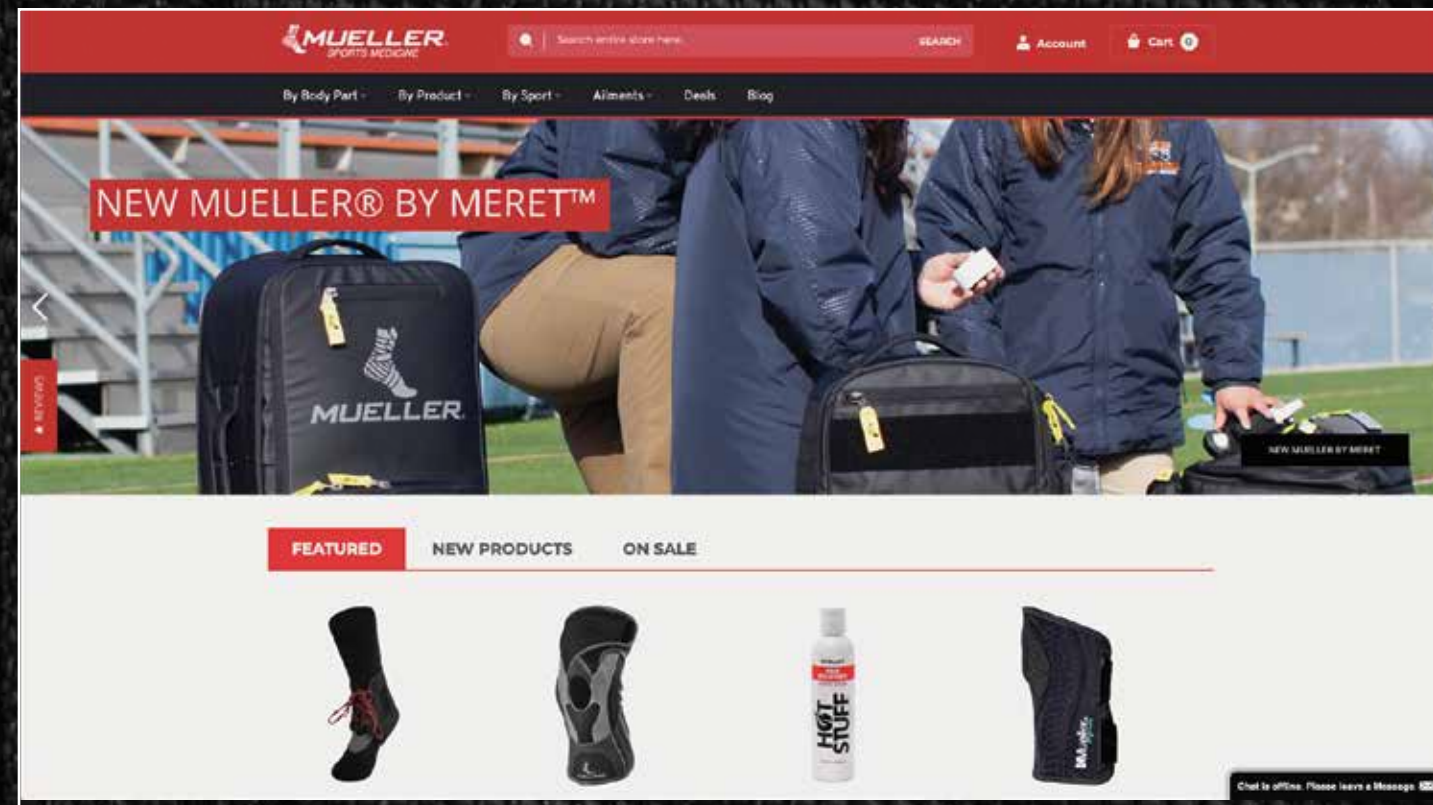 MUELLER
SPORTS MEDICINE
Search entire store here.
SEARCH
Account
Cart 0
By Body Part
By Product
By Sport
Ailments
Deals
Blog
NEW MUELLER® BY MERET™
MUELLER
REVIEWS
NEW MUELLER BY MERET
FEATURED
NEW PRODUCTS
ON SALE
HOT
STUFF
Mueller
Chat is offline. Please leave a Message.